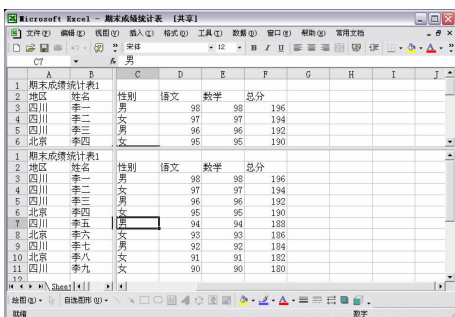 Microsoft Excel - 期末成绩统计表 [共享]
文件(F) 编辑(E) 视图(V) 插入(I) 格式(O) 工具(T) 数据(D) 窗口(W) 帮助(H) 常用文档
宋体 12 B I U
C7 fx 男
A B C D E F G H I J
1 期末成绩统计表1
2 地区 姓名 性别 语文 数学 总分
3 四川 李一 男 98 98 196
4 四川 李二 女 97 97 194
5 四川 李三 男 96 96 192
6 北京 李四 女 95 95 190
1 期末成绩统计表1
2 地区 姓名 性别 语文 数学 总分
3 四川 李一 男 98 98 196
4 四川 李二 女 97 97 194
5 四川 李三 男 96 96 192
6 北京 李四 女 95 95 190
7 四川 李五 男 94 94 188
8 北京 李六 女 93 93 186
9 四川 李七 男 92 92 184
10 北京 李八 女 91 91 182
11 四川 李九 女 90 90 180
12
Sheet
绘图(R) 自选图形(U)
就绪 数字